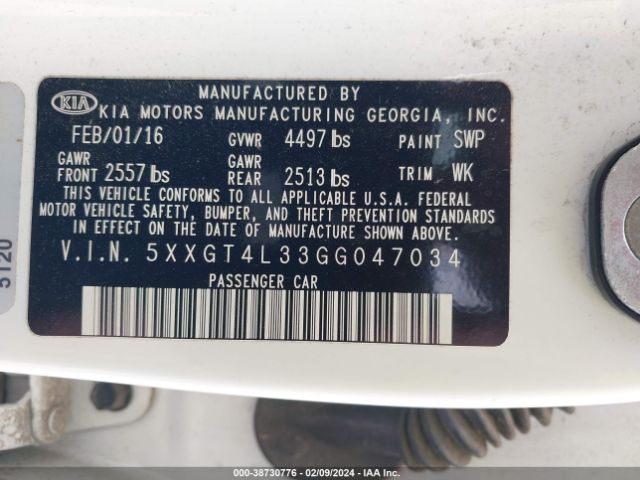 MANUFACTURED BY
KIA KIA MOTORS MANUFACTURING GEORGIA, INC.
FEB/01/16 GVWR 4497 lbs PAINT SWP
GAWR FRONT 2557 lbs GAWR REAR 2513 lbs TRIM WK
THIS VEHICLE CONFORMS TO ALL APPLICABLE U.S.A. FEDERAL
MOTOR VEHICLE SAFETY, BUMPER, AND THEFT PREVENTION STANDARDS
IN EFFECT ON THE DATE OF MANUFACTURE SHOWN ABOVE.
V.I.N. 5XXGT4L33GG047034
PASSENGER CAR
5120
000-38730776 - 02/09/2024 - IAA Inc.